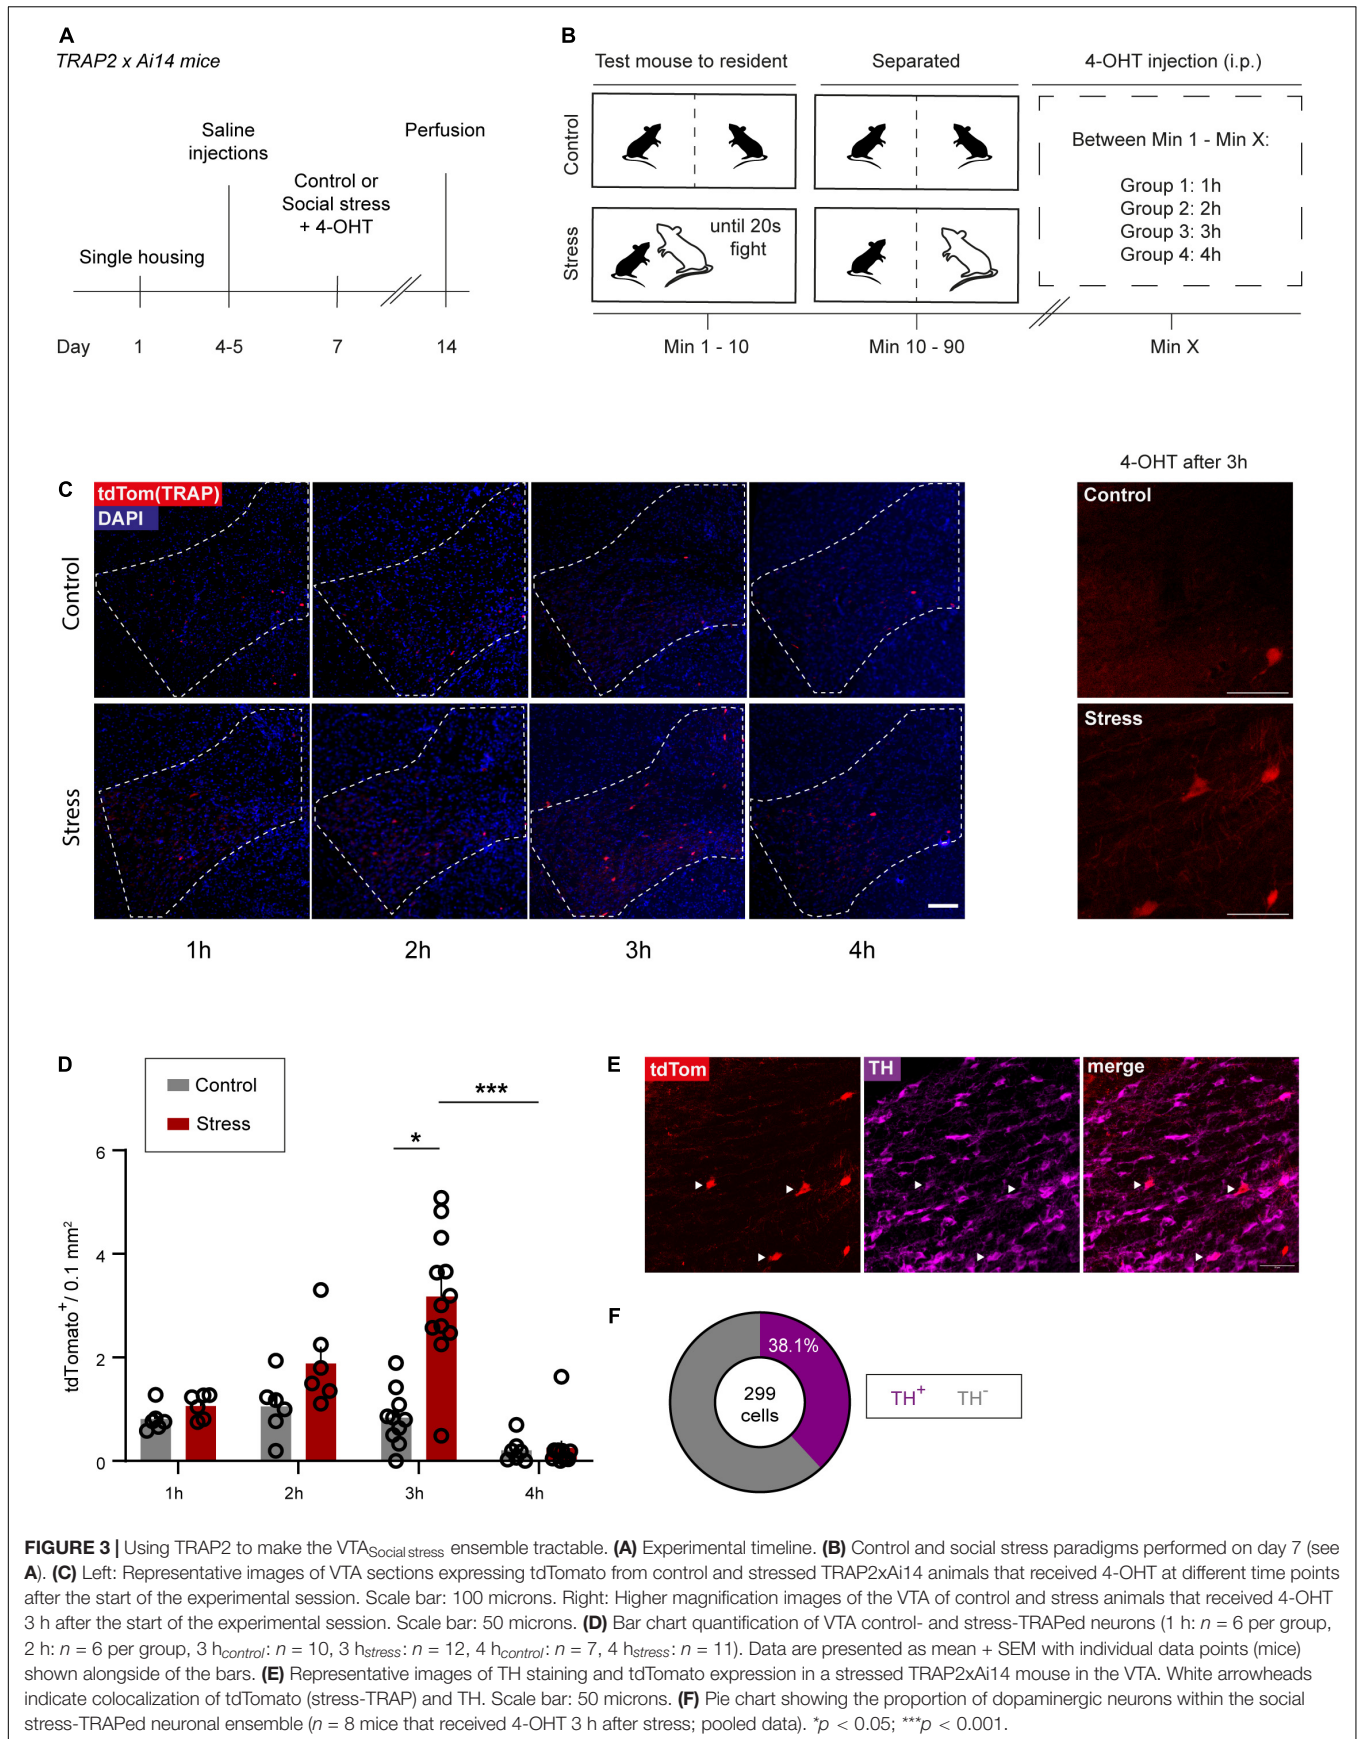 A
TRAP2 x Ai14 mice
Saline
injections
Perfusion
Control or
Social stress
+ 4-OHT
Single housing
Day
1
4-5
7
14
B
Test mouse to resident
Separated
4-OHT injection (i.p.)
Control
Between Min 1 - Min X:
Group 1: 1h
Group 2: 2h
Group 3: 3h
Group 4: 4h
Stress
until 20s
fight
Min 1 - 10
Min 10 - 90
Min X
4-OHT after 3h
C
tdTom(TRAP)
DAPI
Control
Control
Stress
Stress
1h
2h
3h
4h
D
Control
Stress
***
*
6
4
2
0
tdTomato⁺/ 0.1 mm²
1h
2h
3h
4h
E
tdTom
TH
merge
F
38.1%
299
cells
TH⁺
TH⁻
FIGURE 3 | Using TRAP2 to make the VTASocial stress ensemble tractable. (A) Experimental timeline. (B) Control and social stress paradigms performed on day 7 (see
A). (C) Left: Representative images of VTA sections expressing tdTomato from control and stressed TRAP2xAi14 animals that received 4-OHT at different time points
after the start of the experimental session. Scale bar: 100 microns. Right: Higher magnification images of the VTA of control and stress animals that received 4-OHT
3 h after the start of the experimental session. Scale bar: 50 microns. (D) Bar chart quantification of VTA control- and stress-TRAPed neurons (1 h: n = 6 per group,
2 h: n = 6 per group, 3 hcontrol: n = 10, 3 hstress: n = 12, 4 hcontrol: n = 7, 4 hstress: n = 11). Data are presented as mean + SEM with individual data points (mice)
shown alongside of the bars. (E) Representative images of TH staining and tdTomato expression in a stressed TRAP2xAi14 mouse in the VTA. White arrowheads
indicate colocalization of tdTomato (stress-TRAP) and TH. Scale bar: 50 microns. (F) Pie chart showing the proportion of dopaminergic neurons within the social
stress-TRAPed neuronal ensemble (n = 8 mice that received 4-OHT 3 h after stress; pooled data). *p < 0.05; ***p < 0.001.